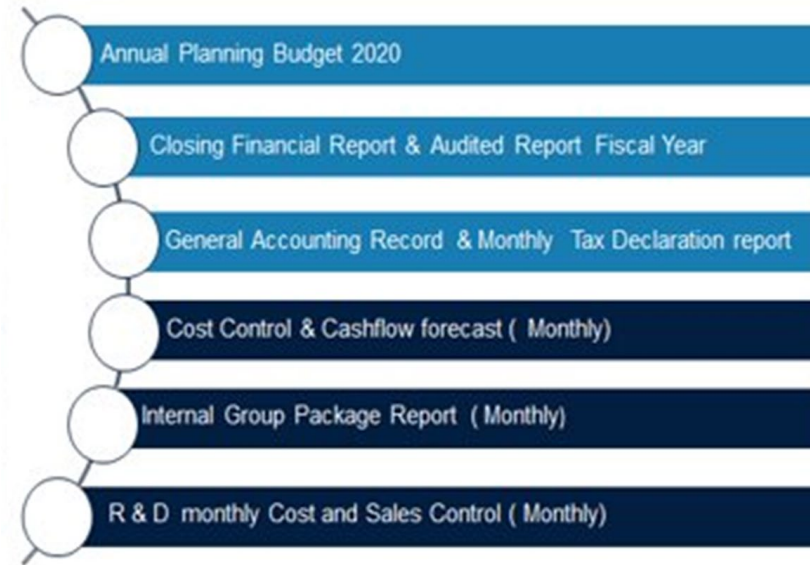 Annual Planning Budget 2020
Closing Financial Report & Audited Report Fiscal Year
General Accounting Record & Monthly Tax Declaration report
Cost Control & Cashflow forecast ( Monthly)
Internal Group Package Report ( Monthly)
R & D monthly Cost and Sales Control ( Monthly)